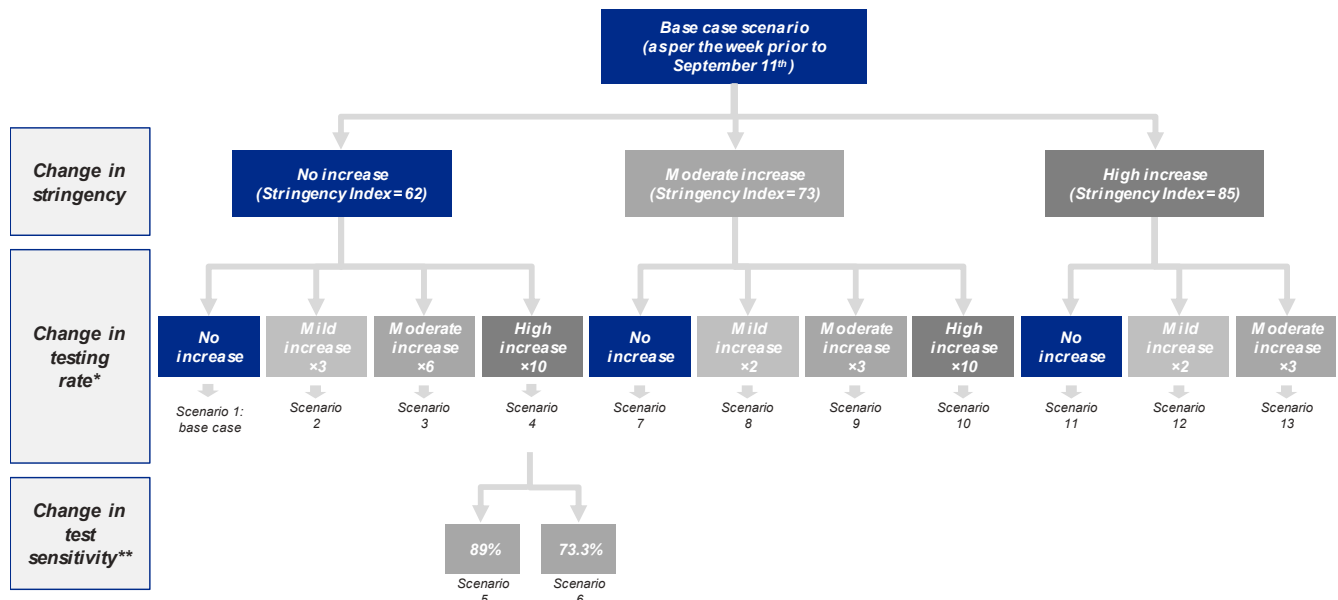 Base case scenario
(as per the week prior to
September 11th)
Change in
stringency
No increase
(Stringency Index = 62)
Moderate increase
(Stringency Index = 73)
High increase
(Stringency Index = 85)
Change in
testing
rate*
No
increase
Mild
increase
×3
Moderate
increase
×6
High
increase
×10
No
increase
Mild
increase
×2
Moderate
increase
×3
High
increase
×10
No
increase
Mild
increase
×2
Moderate
increase
×3
Scenario 1:
base case
Scenario
2
Scenario
3
Scenario
4
Scenario
7
Scenario
8
Scenario
9
Scenario
10
Scenario
11
Scenario
12
Scenario
13
Change in
test
sensitivity**
89%
73.3%
Scenario
5
Scenario
6